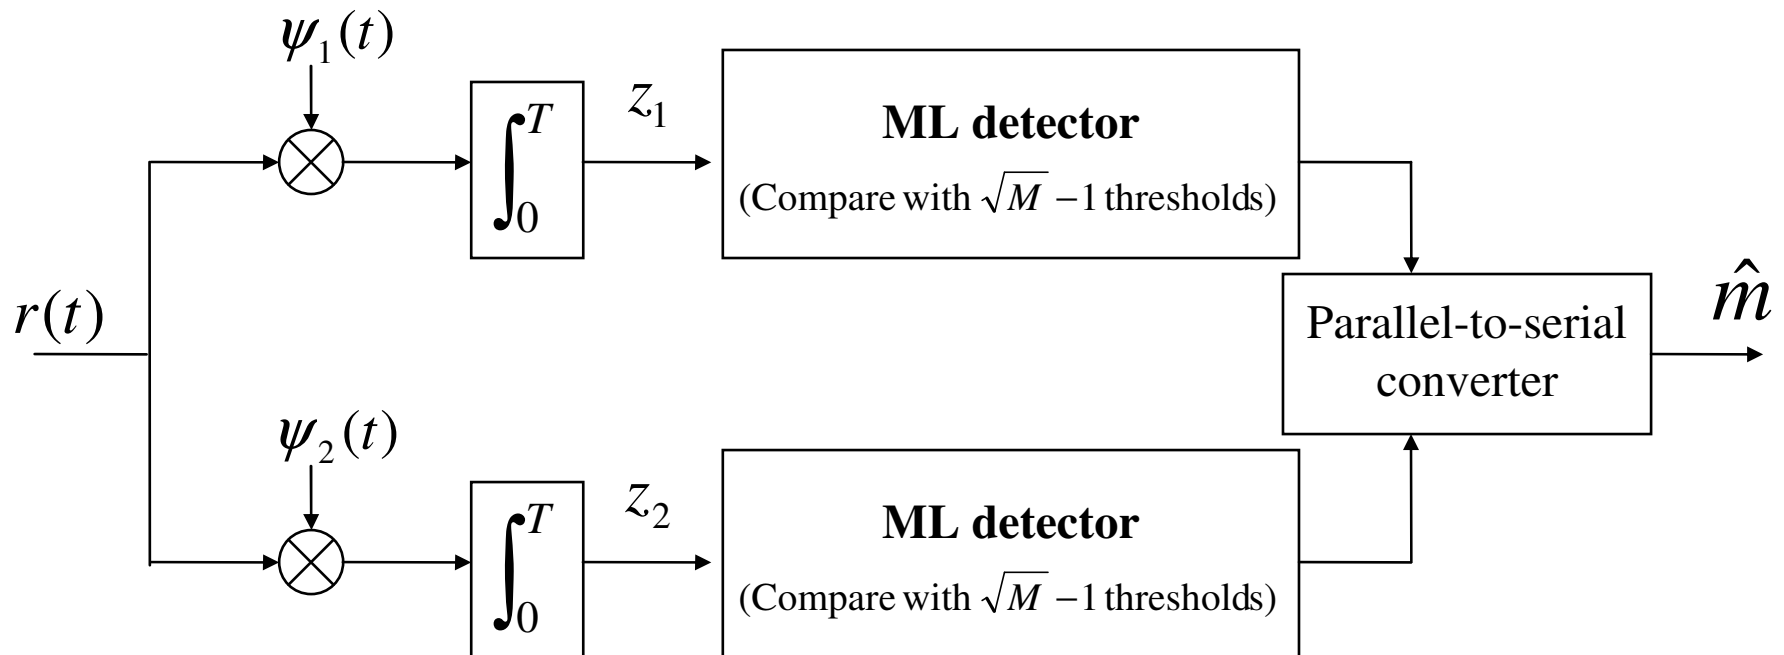 ψ₁(t)
∫₀ᵀ
z₁
ML detector
(Compare with √M −1 thresholds)
r(t)
Parallel-to-serial
converter
m̂
ψ₂(t)
∫₀ᵀ
z₂
ML detector
(Compare with √M −1 thresholds)